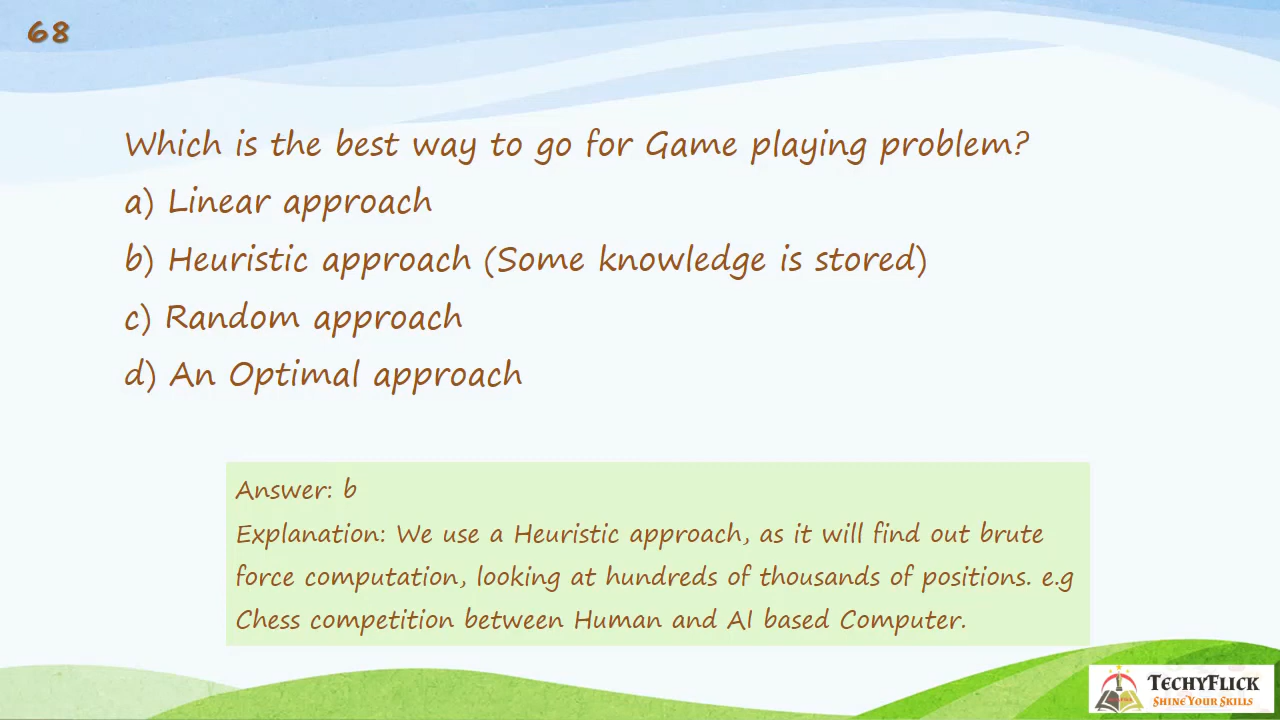 68
Which is the best way to go for Game playing problem?
a) Linear approach
b) Heuristic approach (Some knowledge is stored)
c) Random approach
d) An Optimal approach
Answer: b
Explanation: We use a Heuristic approach, as it will find out brute
force computation, looking at hundreds of thousands of positions. e.g
Chess competition between Human and AI based Computer.
TECHYFLICK
SHINE YOUR SKILLS